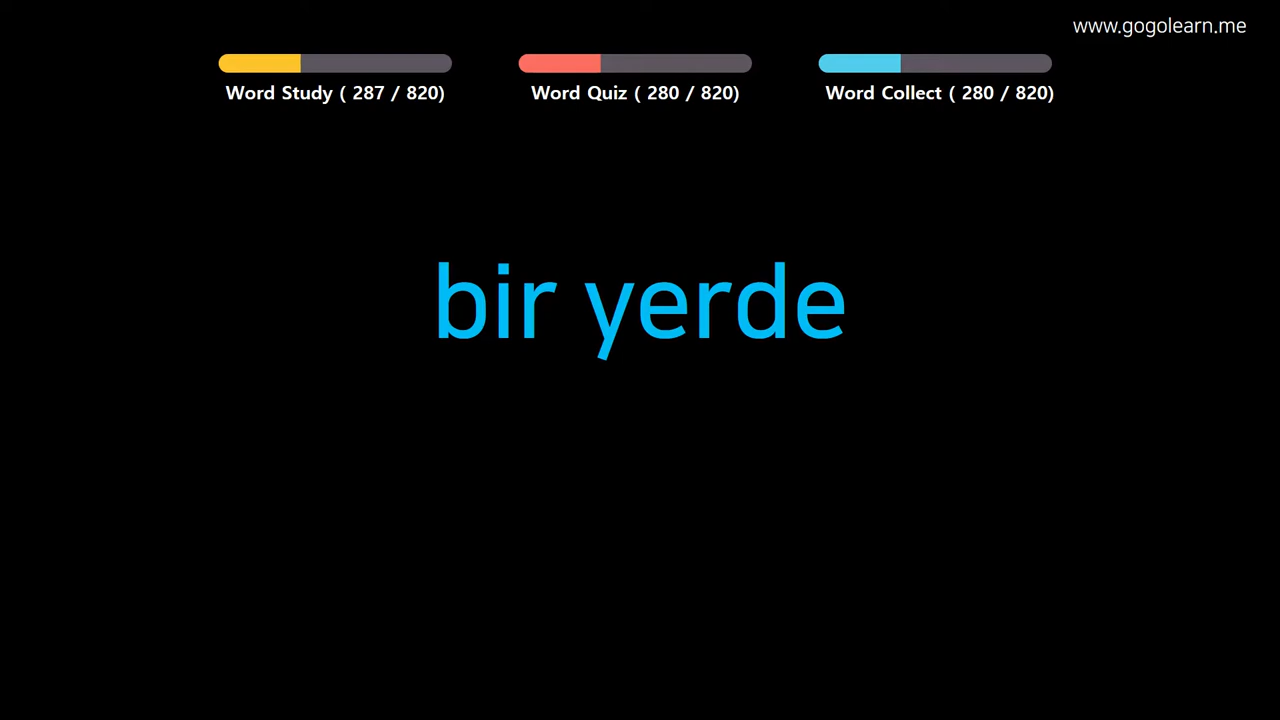 www.gogolearn.me
Word Study ( 287 / 820)
Word Quiz ( 280 / 820)
Word Collect ( 280 / 820)
bir yerde